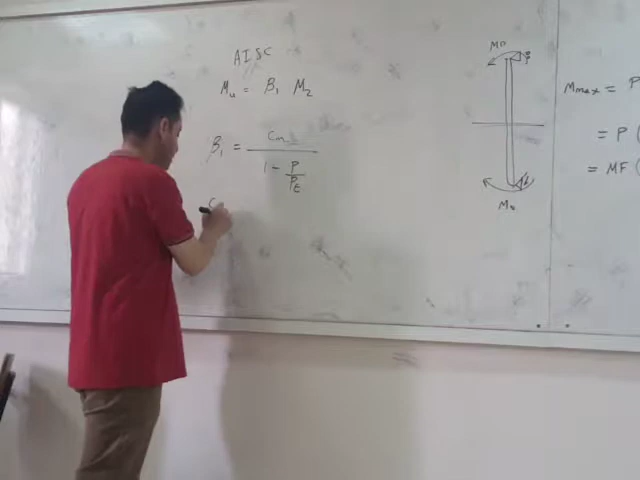 AISC
Mu = B1 M2
B1 = Cm / (1 - P/PE)
C
Mo
P
Mo
Mmax = P
= P (
= MF (